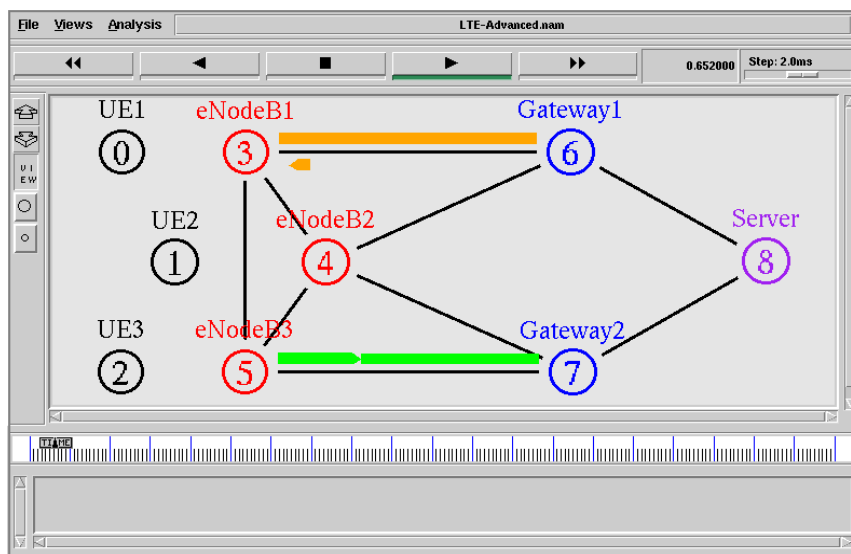 File Views Analysis LTE-Advanced.nam
0.652000 Step: 2.0ms
UE1 eNodeB1 Gateway1
0 3 6
V I
E W
UE2 eNodeB2 Server
1 4 8
UE3 eNodeB3 Gateway2
2 5 7
TIME